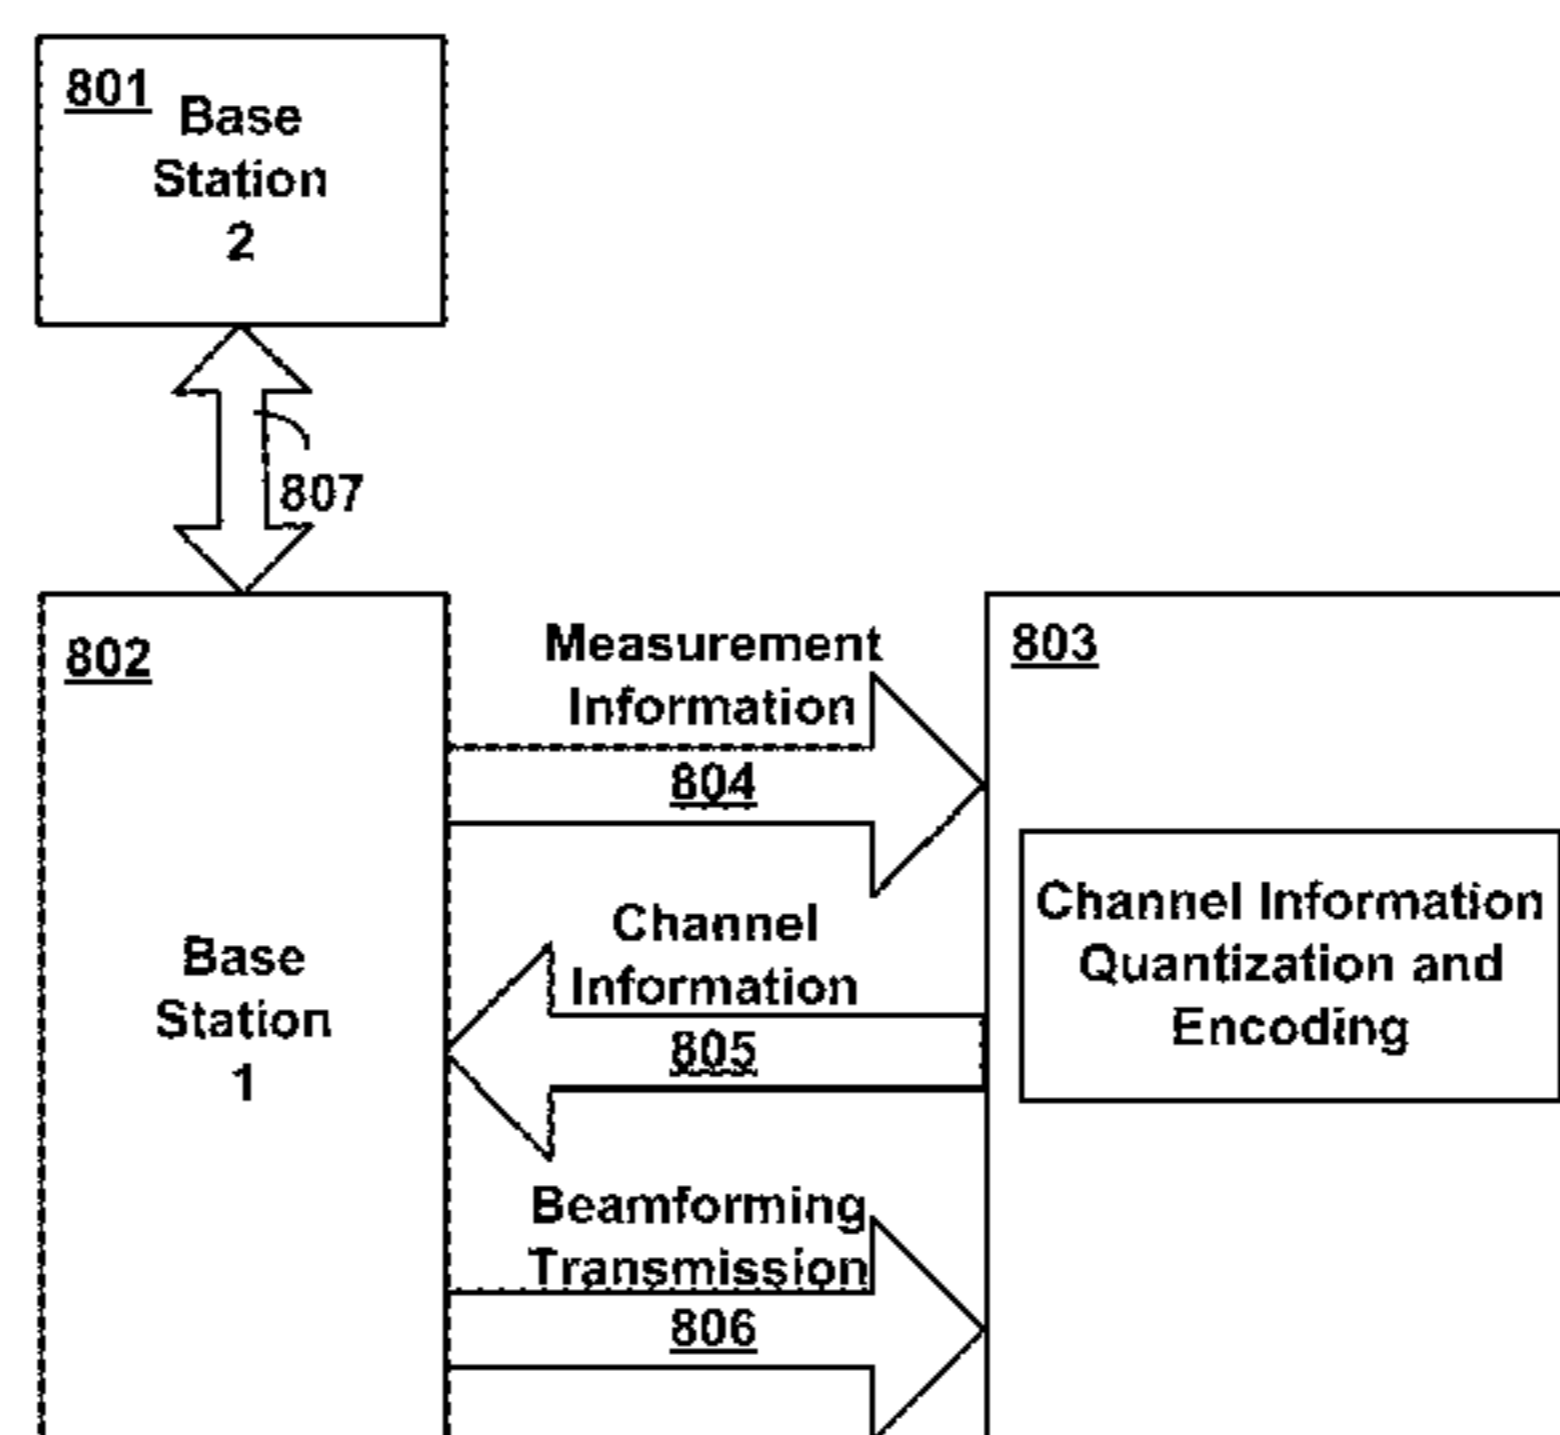 801
Base
Station
2
807
802
Base
Station
1
Measurement
Information
804
Channel
Information
805
Beamforming
Transmission
806
803
Channel Information
Quantization and
Encoding